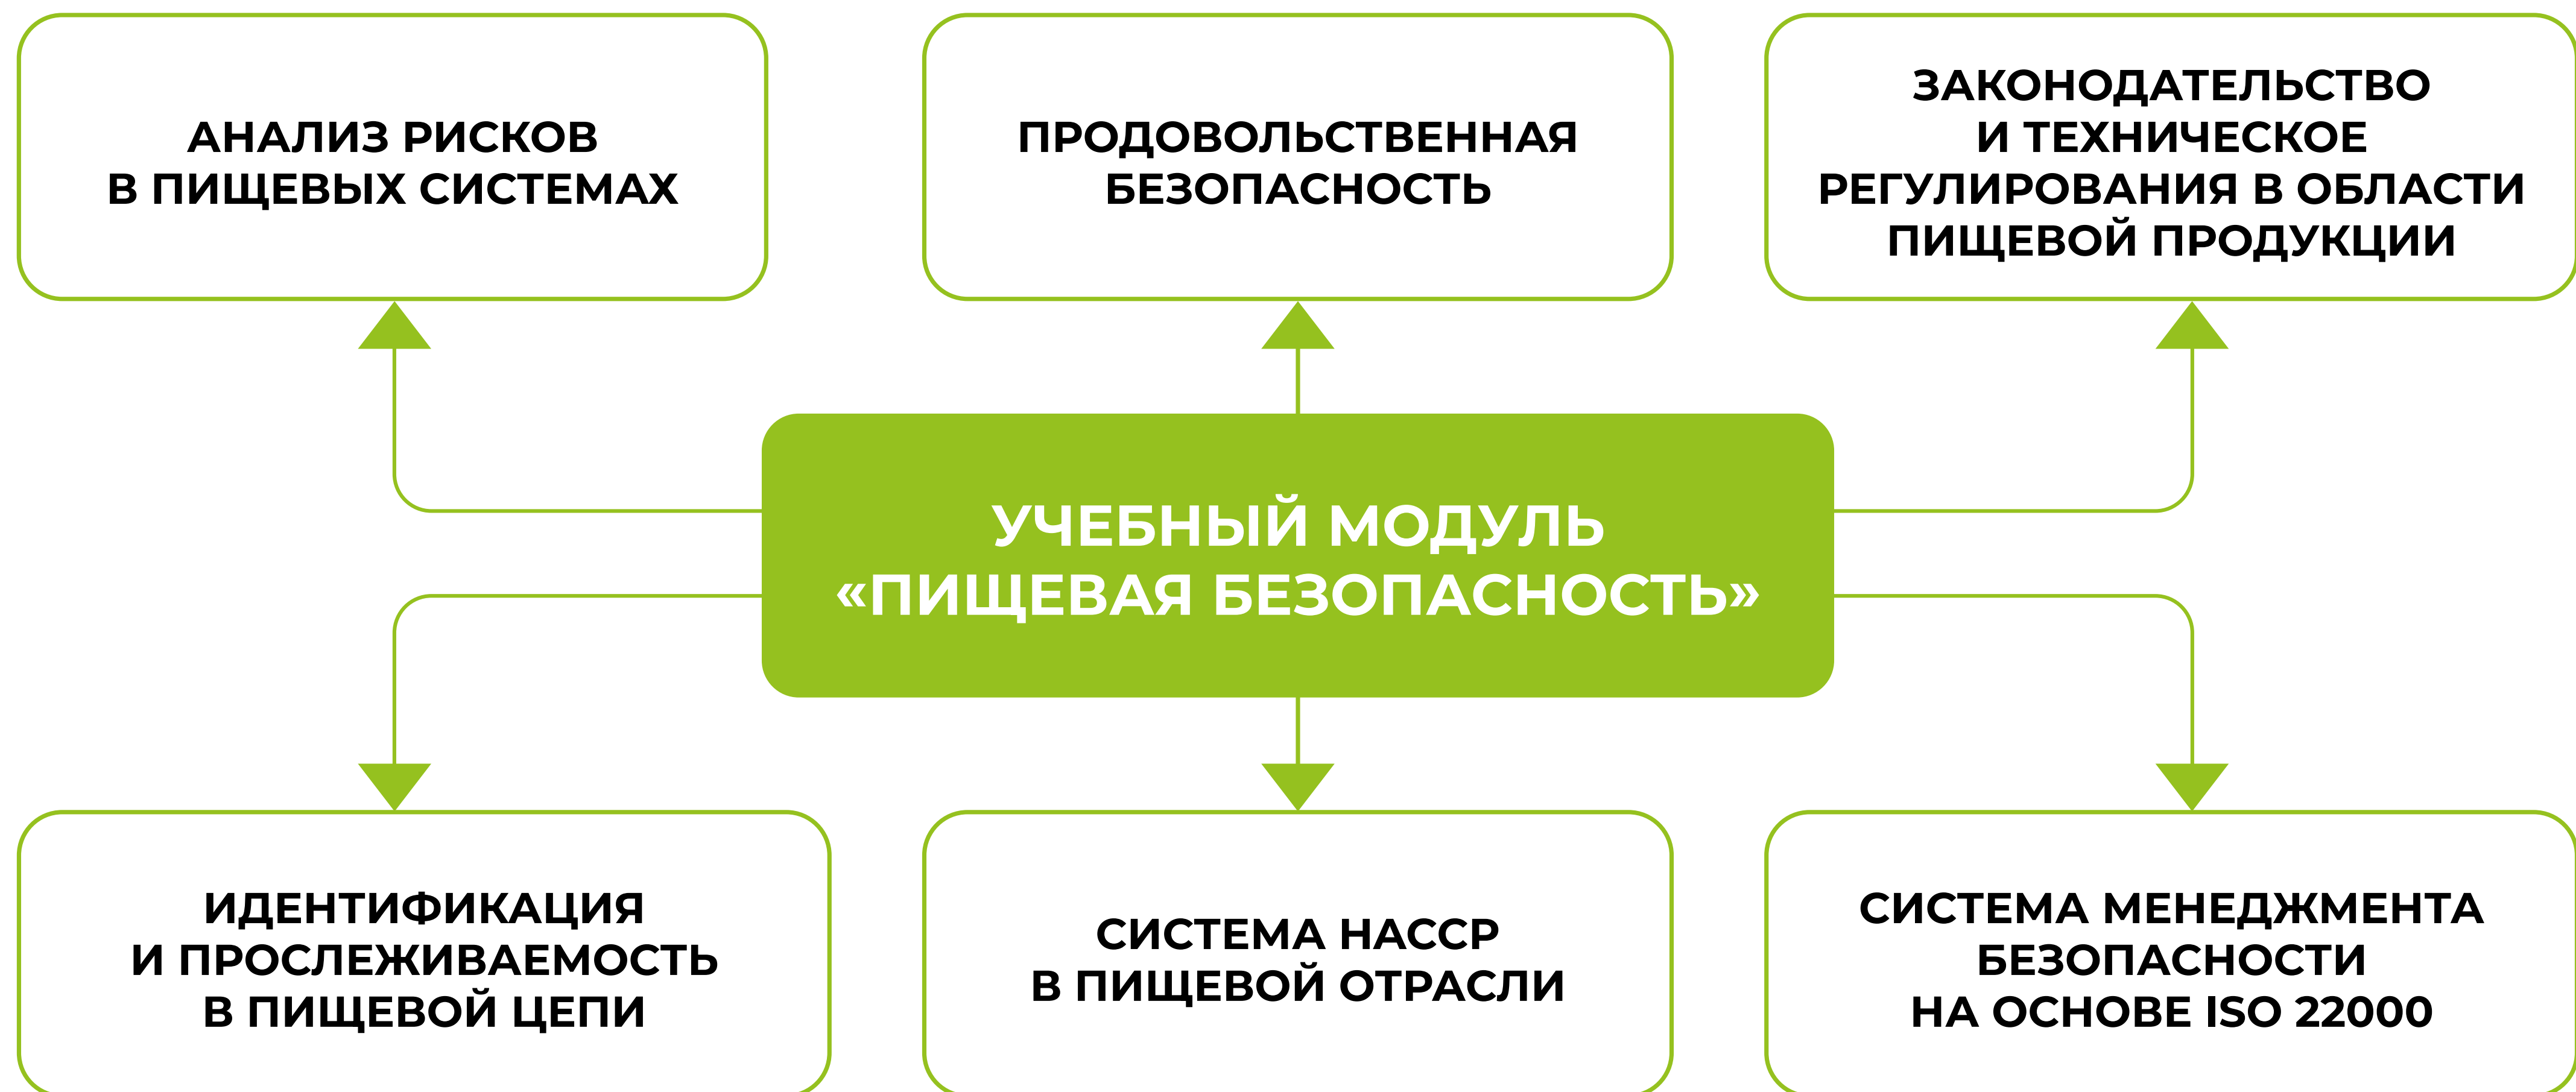 АНАЛИЗ РИСКОВ
В ПИЩЕВЫХ СИСТЕМАХ
ПРОДОВОЛЬСТВЕННАЯ
БЕЗОПАСНОСТЬ
ЗАКОНОДАТЕЛЬСТВО
И ТЕХНИЧЕСКОЕ
РЕГУЛИРОВАНИЯ В ОБЛАСТИ
ПИЩЕВОЙ ПРОДУКЦИИ
УЧЕБНЫЙ МОДУЛЬ
«ПИЩЕВАЯ БЕЗОПАСНОСТЬ»
ИДЕНТИФИКАЦИЯ
И ПРОСЛЕЖИВАЕМОСТЬ
В ПИЩЕВОЙ ЦЕПИ
СИСТЕМА НАССР
В ПИЩЕВОЙ ОТРАСЛИ
СИСТЕМА МЕНЕДЖМЕНТА
БЕЗОПАСНОСТИ
НА ОСНОВЕ ISO 22000